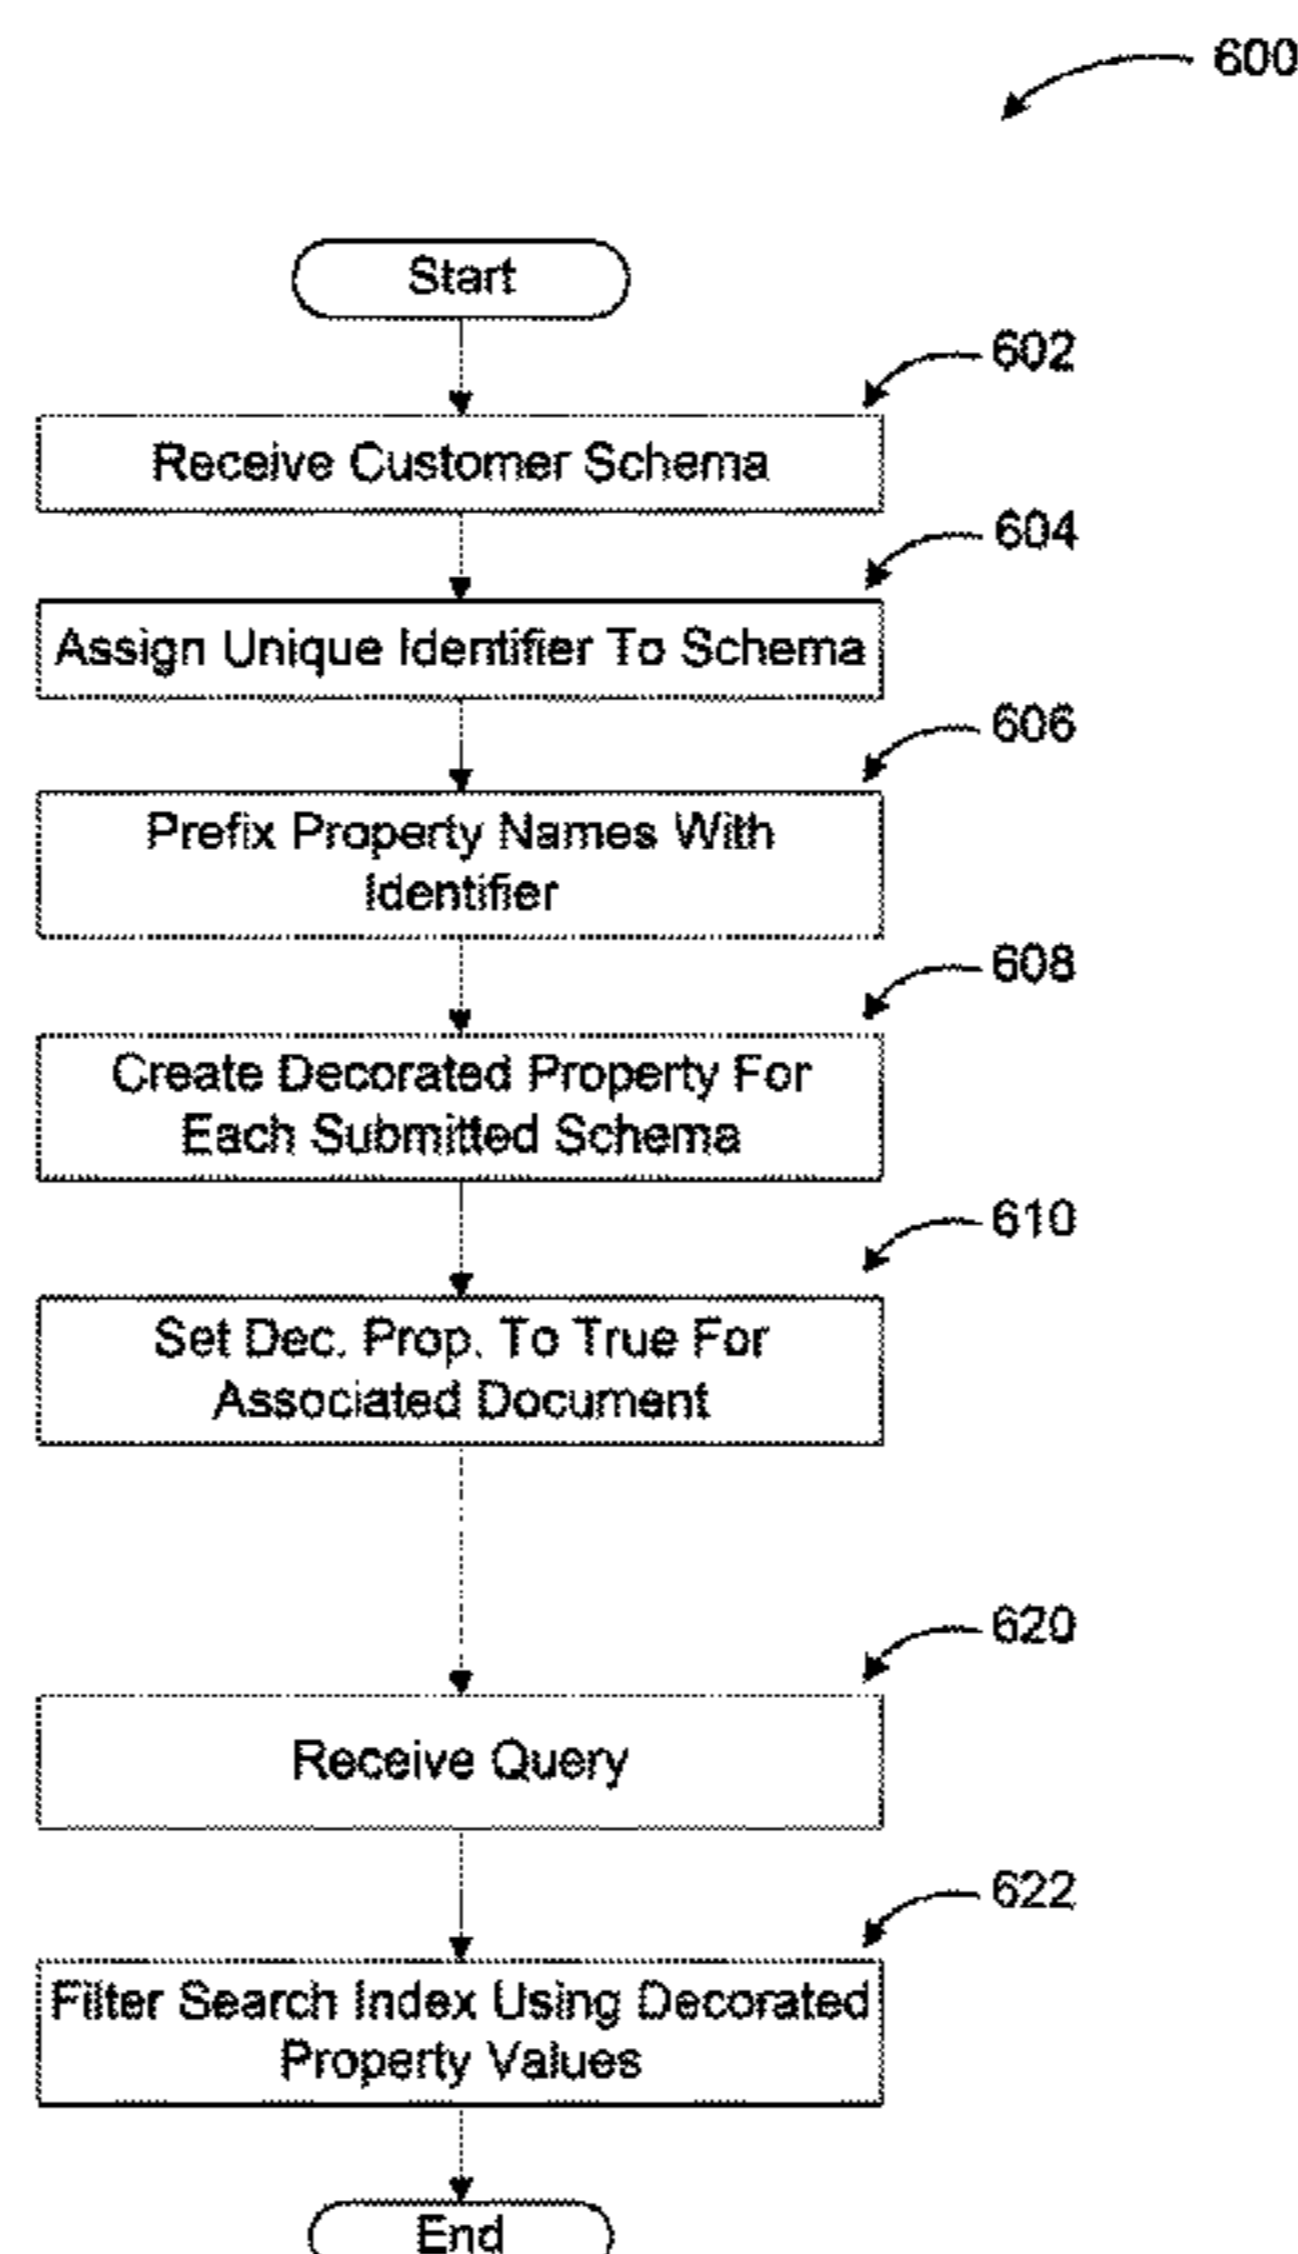 600
Start
602
Receive Customer Schema
604
Assign Unique Identifier To Schema
606
Prefix Property Names With
Identifier
608
Create Decorated Property For
Each Submitted Schema
610
Set Dec. Prop. To True For
Associated Document
620
Receive Query
622
Filter Search Index Using Decorated
Property Values
End